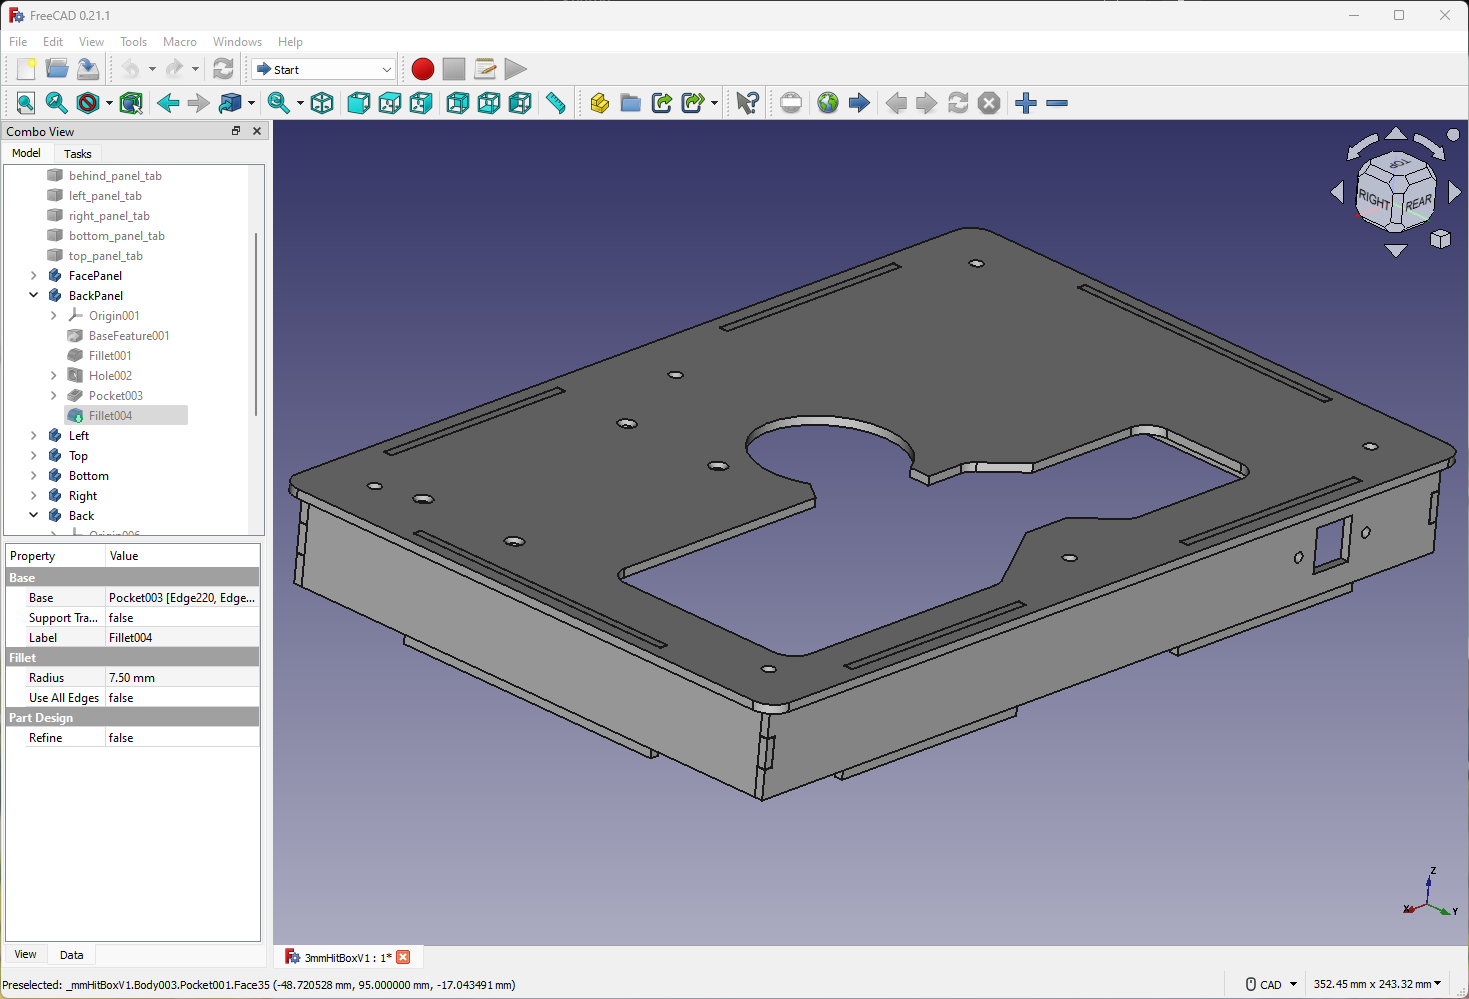 FreeCAD 0.21.1
File Edit View Tools Macro Windows Help
Start
Combo View
Model Tasks
behind_panel_tab
left_panel_tab
right_panel_tab
bottom_panel_tab
top_panel_tab
FacePanel
BackPanel
Origin001
BaseFeature001
Fillet001
Hole002
Pocket003
Fillet004
Left
Top
Bottom
Right
Back
Property Value
Base
Base Pocket003 [Edge220, Edge...
Support Tra... false
Label Fillet004
Fillet
Radius 7.50 mm
Use All Edges false
Part Design
Refine false
View Data
TOP
RIGHT REAR
Z
X Y
3mmHitBoxV1 : 1*
Preselected: _mmHitBoxV1.Body003.Pocket001.Face35 (-48.720528 mm, 95.000000 mm, -17.043491 mm)
CAD 352.45 mm x 243.32 mm